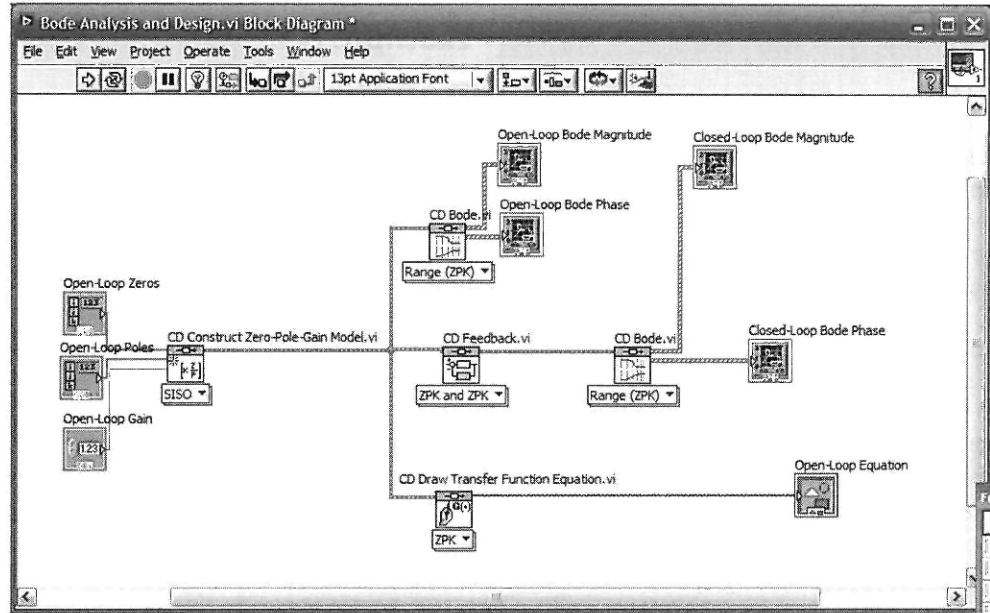 Bode Analysis and Design.vi Block Diagram *
File Edit View Project Operate Tools Window Help
13pt Application Font
Open-Loop Bode Magnitude
Closed-Loop Bode Magnitude
CD Bode.vi
Open-Loop Bode Phase
Range (ZPK)
Open-Loop Zeros
123
CD Construct Zero-Pole-Gain Model.vi
CD Feedback.vi
CD Bode.vi
Closed-Loop Bode Phase
Open-Loop Poles
123
SISO
ZPK and ZPK
Range (ZPK)
Open-Loop Gain
1.23
CD Draw Transfer Function Equation.vi
Open-Loop Equation
G(•)
ZPK